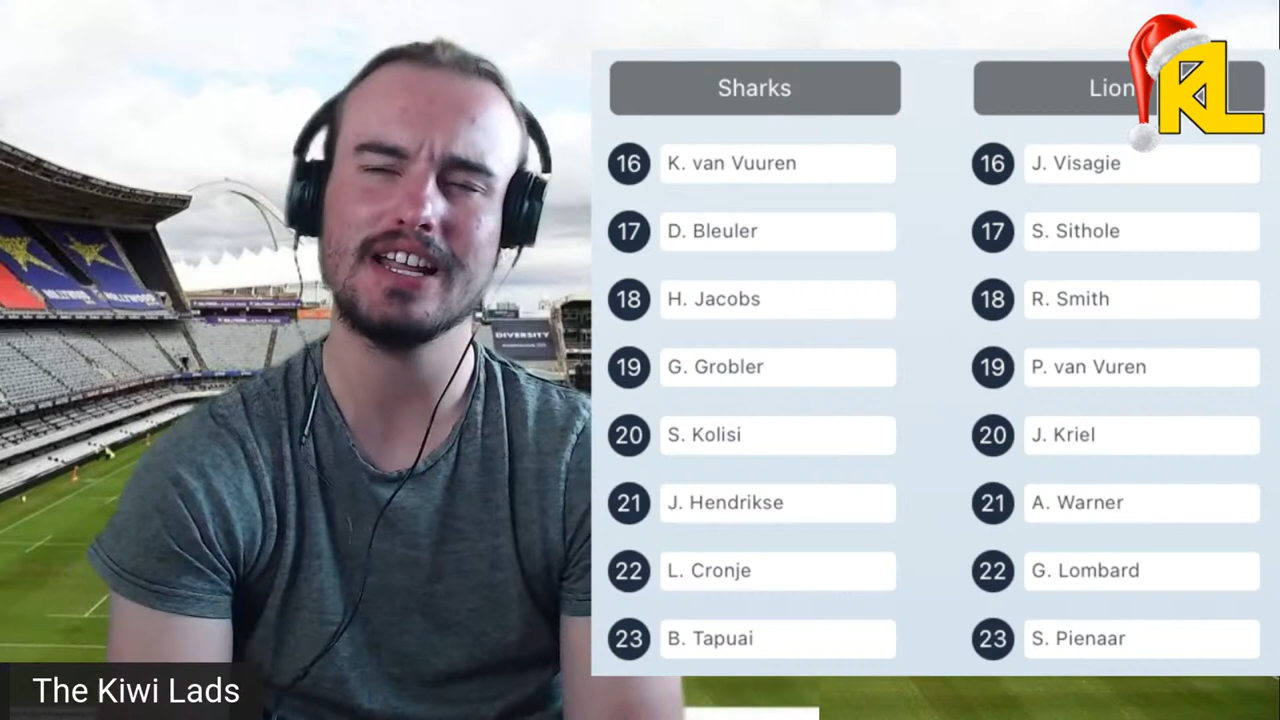 Sharks
Lion
KL
16 K. van Vuuren
16 J. Visagie
17 D. Bleuler
17 S. Sithole
18 H. Jacobs
18 R. Smith
19 G. Grobler
19 P. van Vuren
20 S. Kolisi
20 J. Kriel
21 J. Hendrikse
21 A. Warner
22 L. Cronje
22 G. Lombard
23 B. Tapuai
23 S. Pienaar
DIVERSITY
The Kiwi Lads